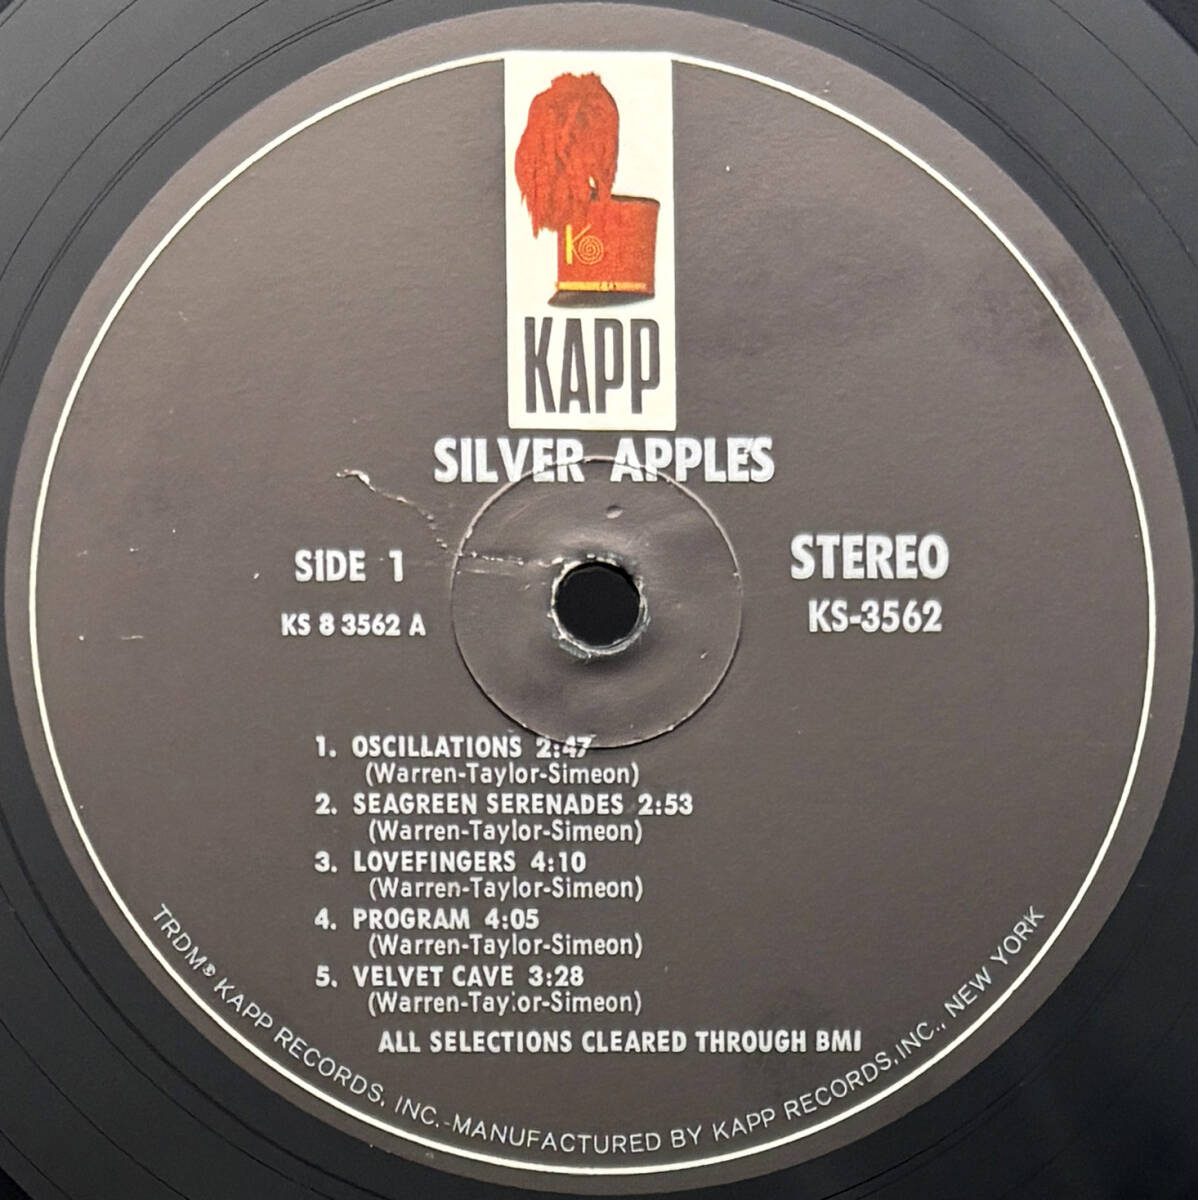 K
KAPP
SILVER APPLES
SIDE 1
STEREO
KS 8 3562 A
KS-3562
1. OSCILLATIONS 2:47
(Warren-Taylor-Simeon)
2. SEAGREEN SERENADES 2:53
(Warren-Taylor-Simeon)
3. LOVEFINGERS 4:10
(Warren-Taylor-Simeon)
4. PROGRAM 4:05
(Warren-Taylor-Simeon)
5. VELVET CAVE 3:28
(Warren-Taylor-Simeon)
ALL SELECTIONS CLEARED THROUGH BMI
TRDM® KAPP RECORDS, INC.-MANUFACTURED BY KAPP RECORDS, INC., NEW YORK